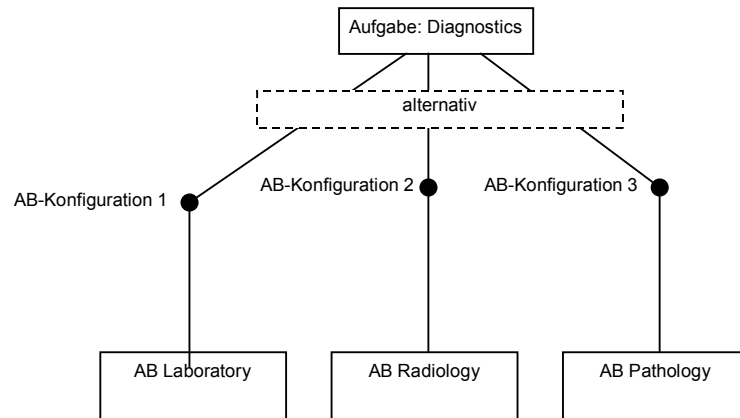 Aufgabe: Diagnostics
alternativ
AB-Konfiguration 1
AB-Konfiguration 2
AB-Konfiguration 3
AB Laboratory
AB Radiology
AB Pathology